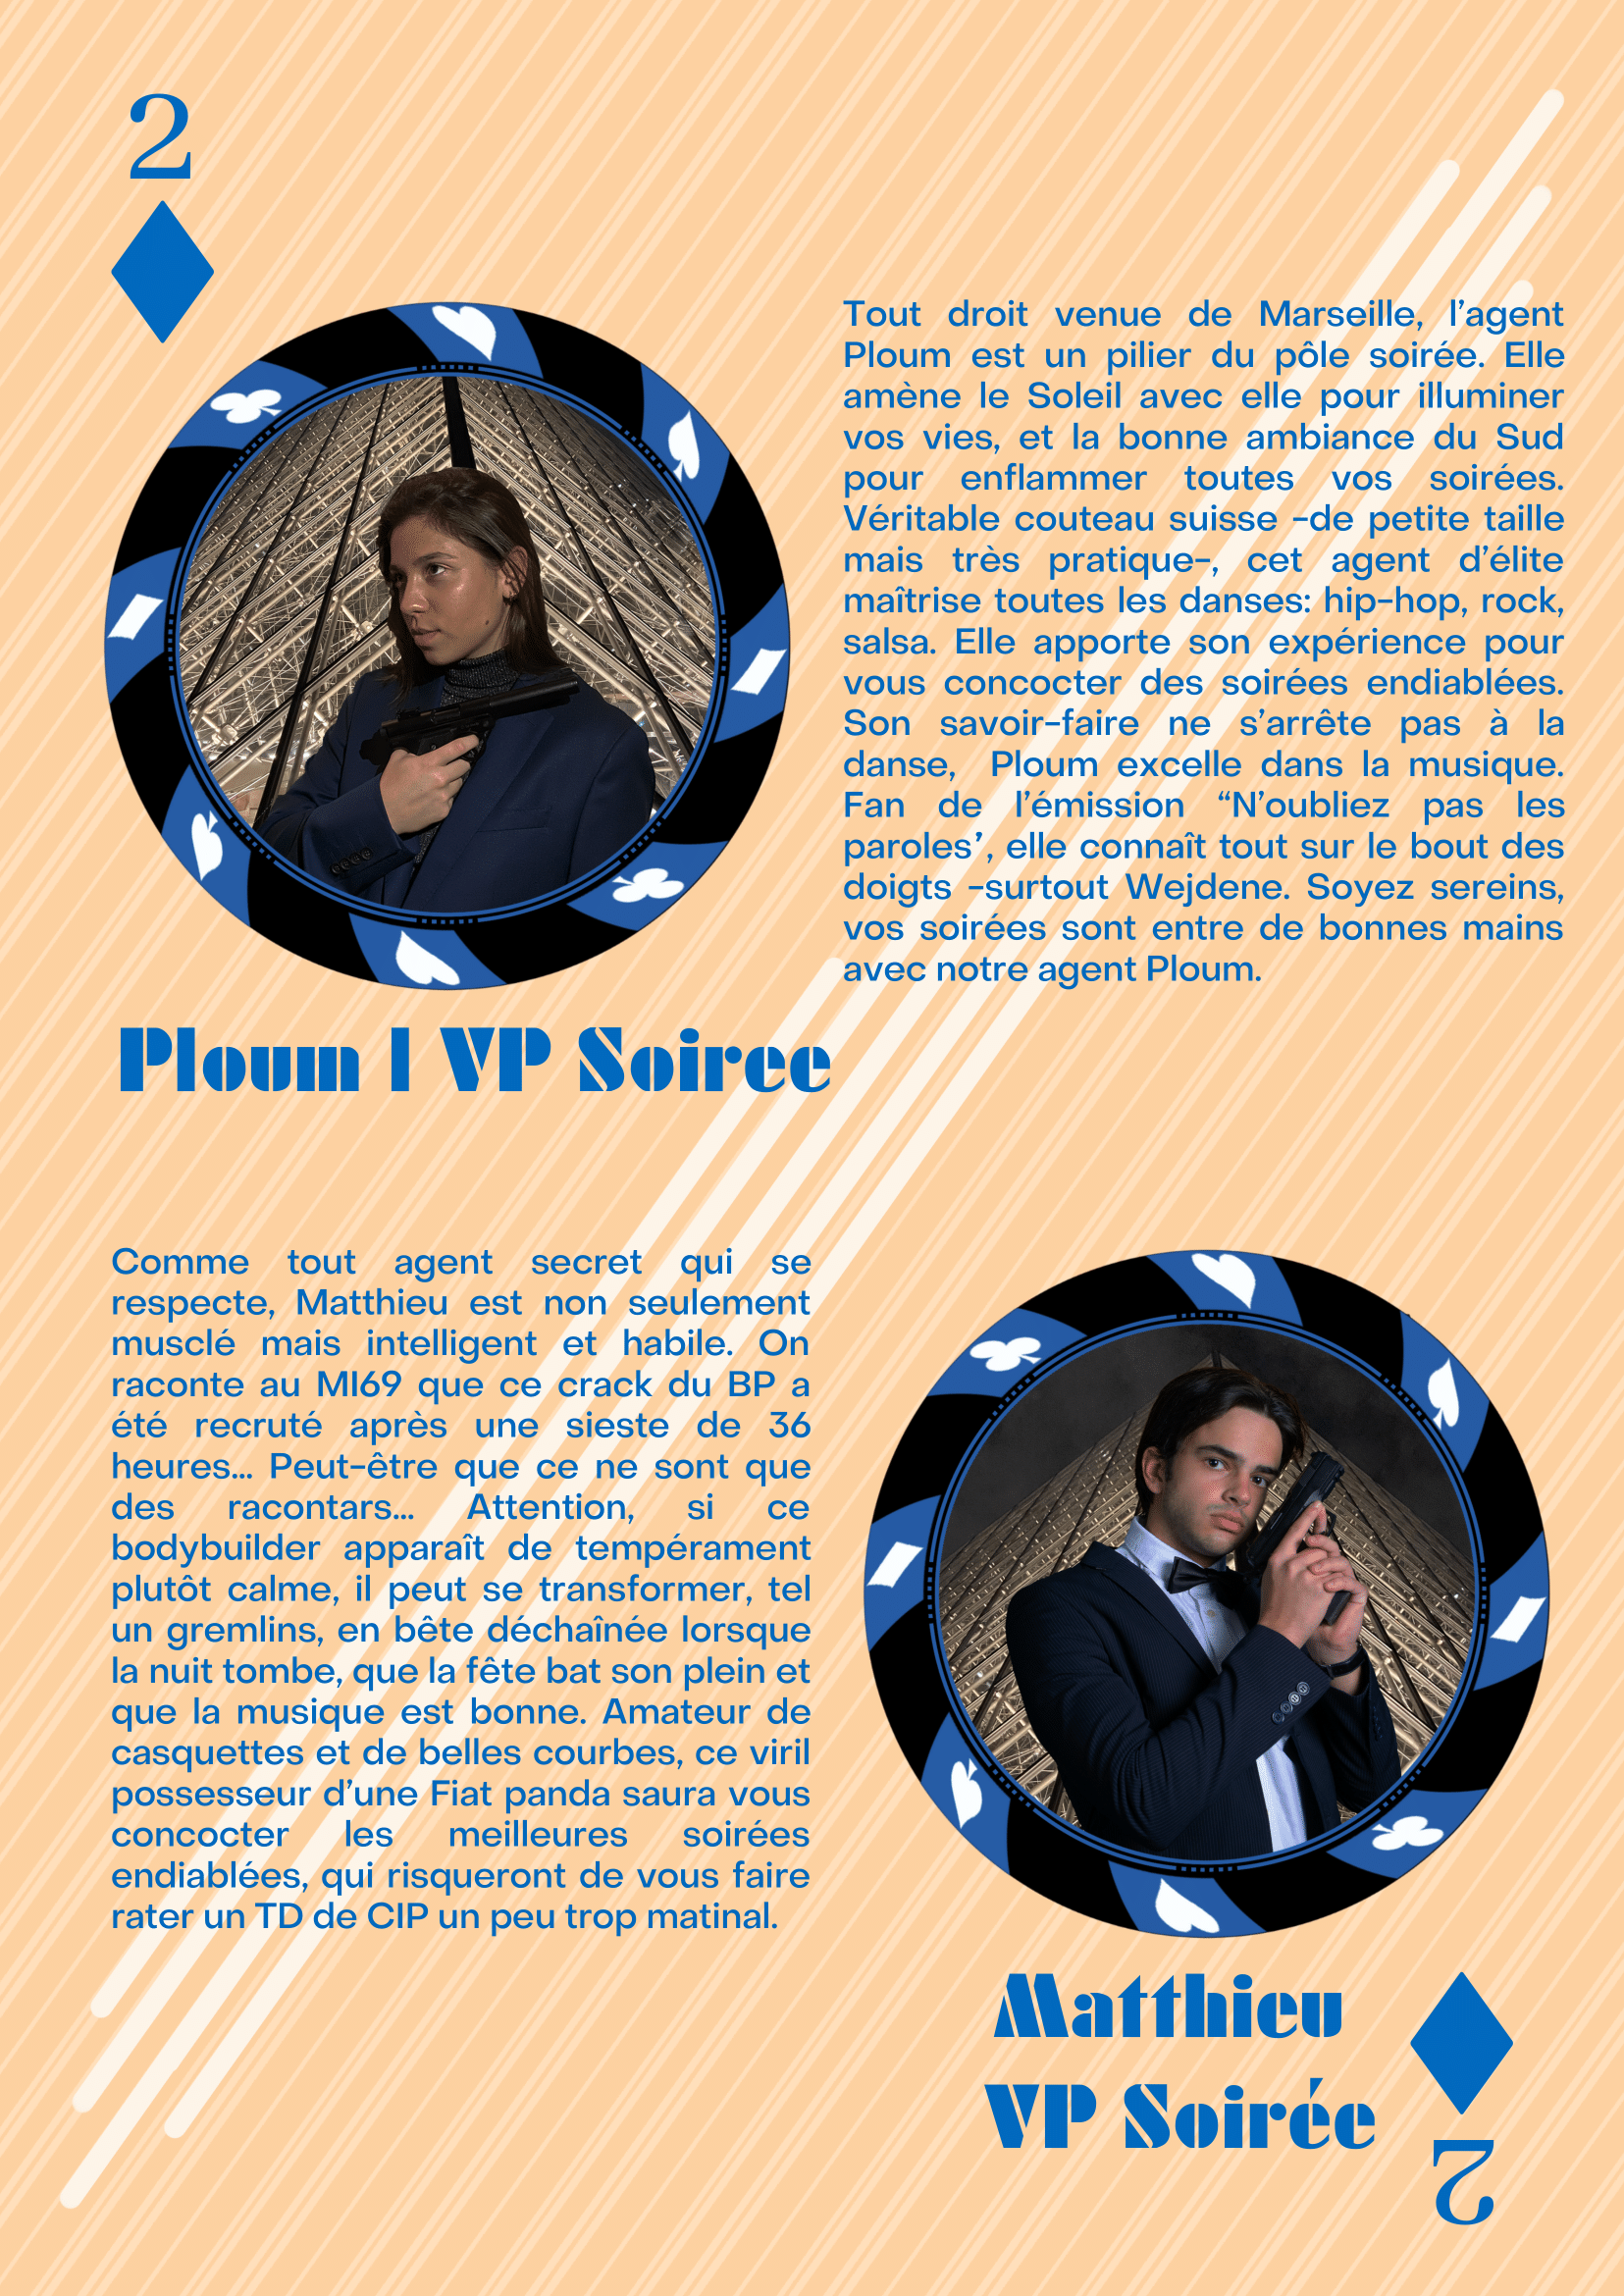 2
Tout droit venue de Marseille, l’agent
Ploum est un pilier du pôle soirée. Elle
amène le Soleil avec elle pour illuminer
vos vies, et la bonne ambiance du Sud
pour enflammer toutes vos soirées.
Véritable couteau suisse -de petite taille
mais très pratique-, cet agent d’élite
maîtrise toutes les danses: hip-hop, rock,
salsa. Elle apporte son expérience pour
vous concocter des soirées endiablées.
Son savoir-faire ne s’arrête pas à la
danse, Ploum excelle dans la musique.
Fan de l’émission “N’oubliez pas les
paroles’, elle connaît tout sur le bout des
doigts -surtout Wejdene. Soyez sereins,
vos soirées sont entre de bonnes mains
avec notre agent Ploum.
Ploum | VP Soiree
Comme tout agent secret qui se
respecte, Matthieu est non seulement
musclé mais intelligent et habile. On
raconte au MI69 que ce crack du BP a
été recruté après une sieste de 36
heures... Peut-être que ce ne sont que
des racontars... Attention, si ce
bodybuilder apparaît de tempérament
plutôt calme, il peut se transformer, tel
un gremlins, en bête déchaînée lorsque
la nuit tombe, que la fête bat son plein et
que la musique est bonne. Amateur de
casquettes et de belles courbes, ce viril
possesseur d’une Fiat panda saura vous
concocter les meilleures soirées
endiablées, qui risqueront de vous faire
rater un TD de CIP un peu trop matinal.
Matthieu
VP Soirée
2